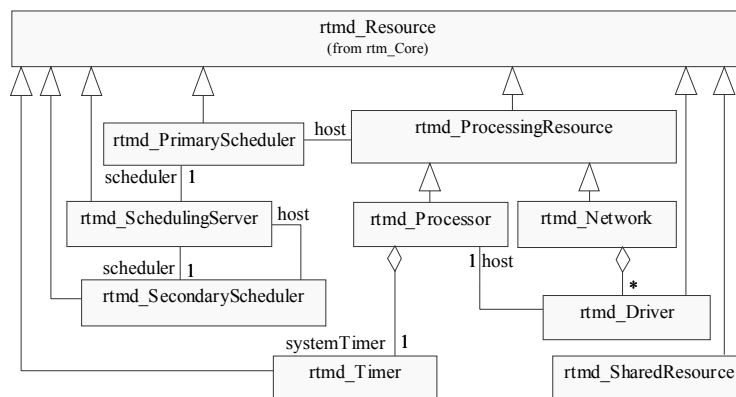 rtmd_Resource
(from rtm_Core)
rtmd_PrimaryScheduler
host
rtmd_ProcessingResource
scheduler 1
rtmd_SchedulingServer
host
rtmd_Processor
rtmd_Network
scheduler 1
1 host
rtmd_SecondaryScheduler
*
rtmd_Driver
systemTimer 1
rtmd_Timer
rtmd_SharedResource